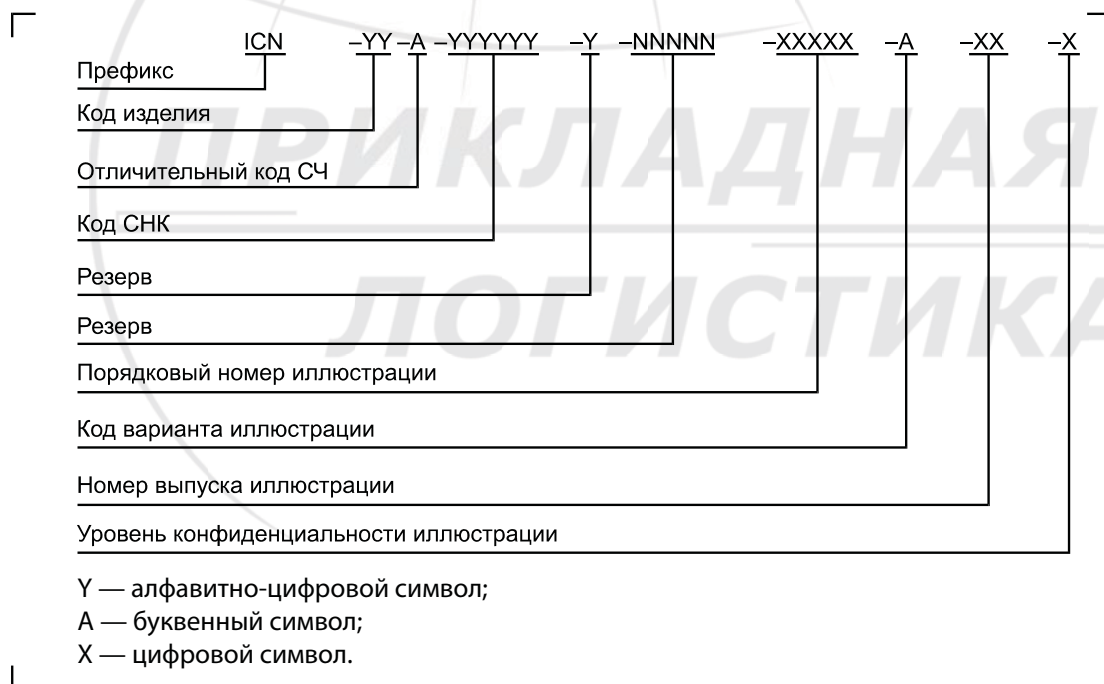 ICN –YY –A –YYYYYY –Y –NNNNN –XXXXX –A –XX –X
Префикс
Код изделия
ПРИКЛАДНАЯ
Отличительный код СЧ
Код СНК
Резерв
ЛОГИСТИКА
Резерв
Порядковый номер иллюстрации
Код варианта иллюстрации
Номер выпуска иллюстрации
Уровень конфиденциальности иллюстрации
Y — алфавитно-цифровой символ;
A — буквенный символ;
X — цифровой символ.